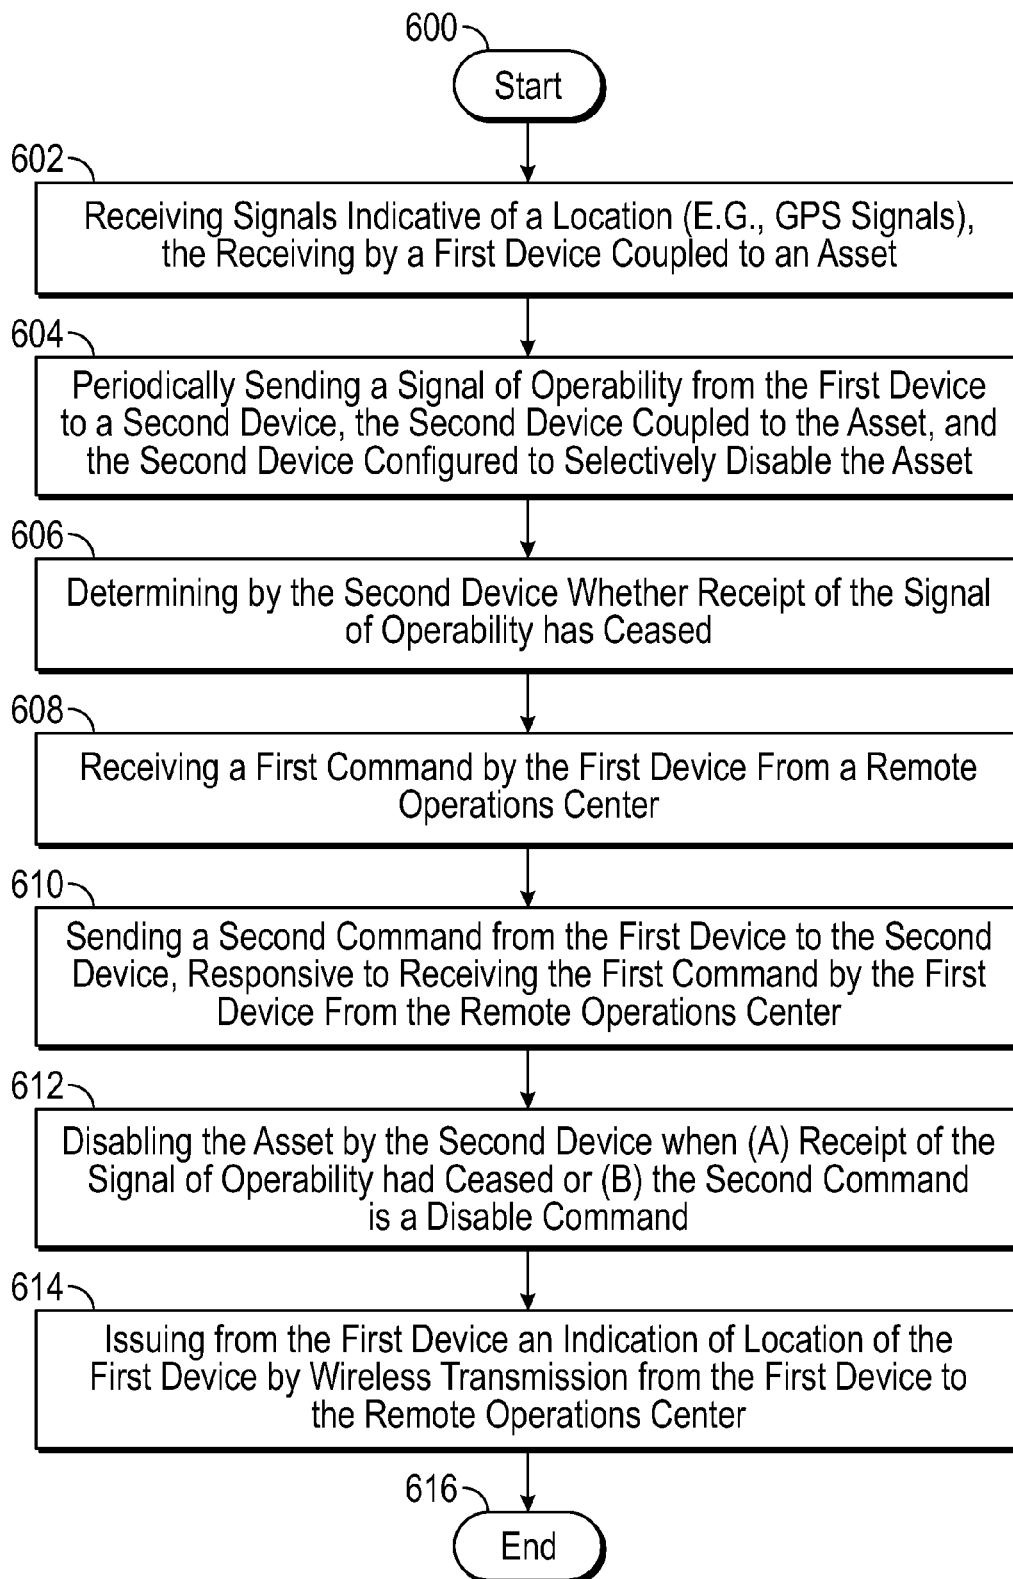 600
Start
602
Receiving Signals Indicative of a Location (E.G., GPS Signals),
the Receiving by a First Device Coupled to an Asset
604
Periodically Sending a Signal of Operability from the First Device
to a Second Device, the Second Device Coupled to the Asset, and
the Second Device Configured to Selectively Disable the Asset
606
Determining by the Second Device Whether Receipt of the Signal
of Operability has Ceased
608
Receiving a First Command by the First Device From a Remote
Operations Center
610
Sending a Second Command from the First Device to the Second
Device, Responsive to Receiving the First Command by the First
Device From the Remote Operations Center
612
Disabling the Asset by the Second Device when (A) Receipt of the
Signal of Operability had Ceased or (B) the Second Command
is a Disable Command
614
Issuing from the First Device an Indication of Location of the
First Device by Wireless Transmission from the First Device to
the Remote Operations Center
616
End